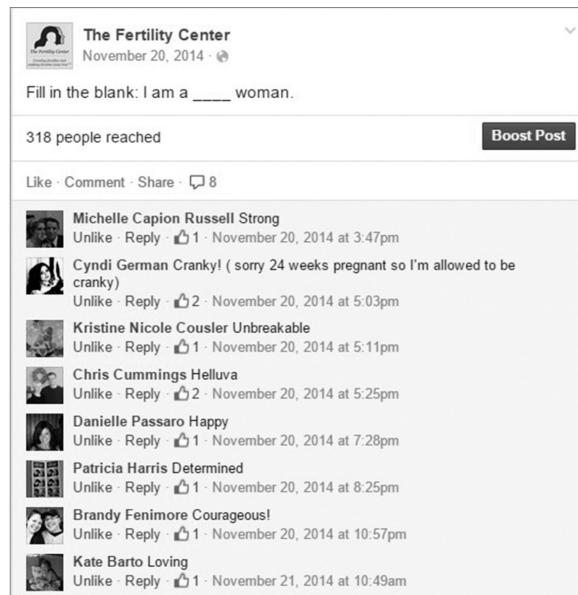 The Fertility Center
November 20, 2014 ·
Fill in the blank: I am a ____ woman.
318 people reached
Boost Post
Like · Comment · Share · 8
Michelle Capion Russell Strong
Unlike · Reply · 1 · November 20, 2014 at 3:47pm
Cyndi German Cranky! ( sorry 24 weeks pregnant so I'm allowed to be
cranky)
Unlike · Reply · 2 · November 20, 2014 at 5:03pm
Kristine Nicole Cousler Unbreakable
Unlike · Reply · 1 · November 20, 2014 at 5:11pm
Chris Cummings Helluva
Unlike · Reply · 2 · November 20, 2014 at 5:25pm
Danielle Passaro Happy
Unlike · Reply · 1 · November 20, 2014 at 7:28pm
Patricia Harris Determined
Unlike · Reply · 1 · November 20, 2014 at 8:25pm
Brandy Fenimore Courageous!
Unlike · Reply · 1 · November 20, 2014 at 10:57pm
Kate Barto Loving
Unlike · Reply · 1 · November 21, 2014 at 10:49am